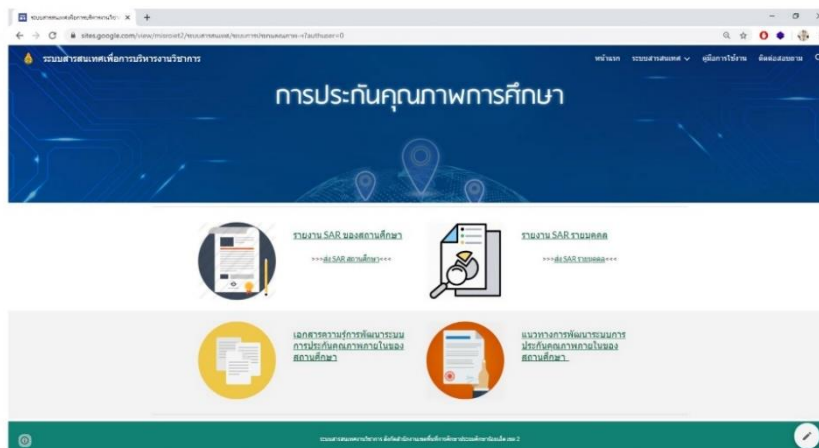 ระบบสารสนเทศเพื่อการบริหารงานวิชาการ
หน้าแรก ระบบสารสนเทศ คู่มือการใช้งาน ติดต่อสอบถาม
การประกันคุณภาพการศึกษา
รายงาน SAR ของสถานศึกษา
>>>ส่ง SAR สถานศึกษา<<<
รายงาน SAR รายบุคคล
>>>ส่ง SAR รายบุคคล<<<
เอกสารความรู้การพัฒนาระบบ
การประกันคุณภาพภายในของ
สถานศึกษา
แนวทางการพัฒนาระบบการ
ประกันคุณภาพภายในของ
สถานศึกษา